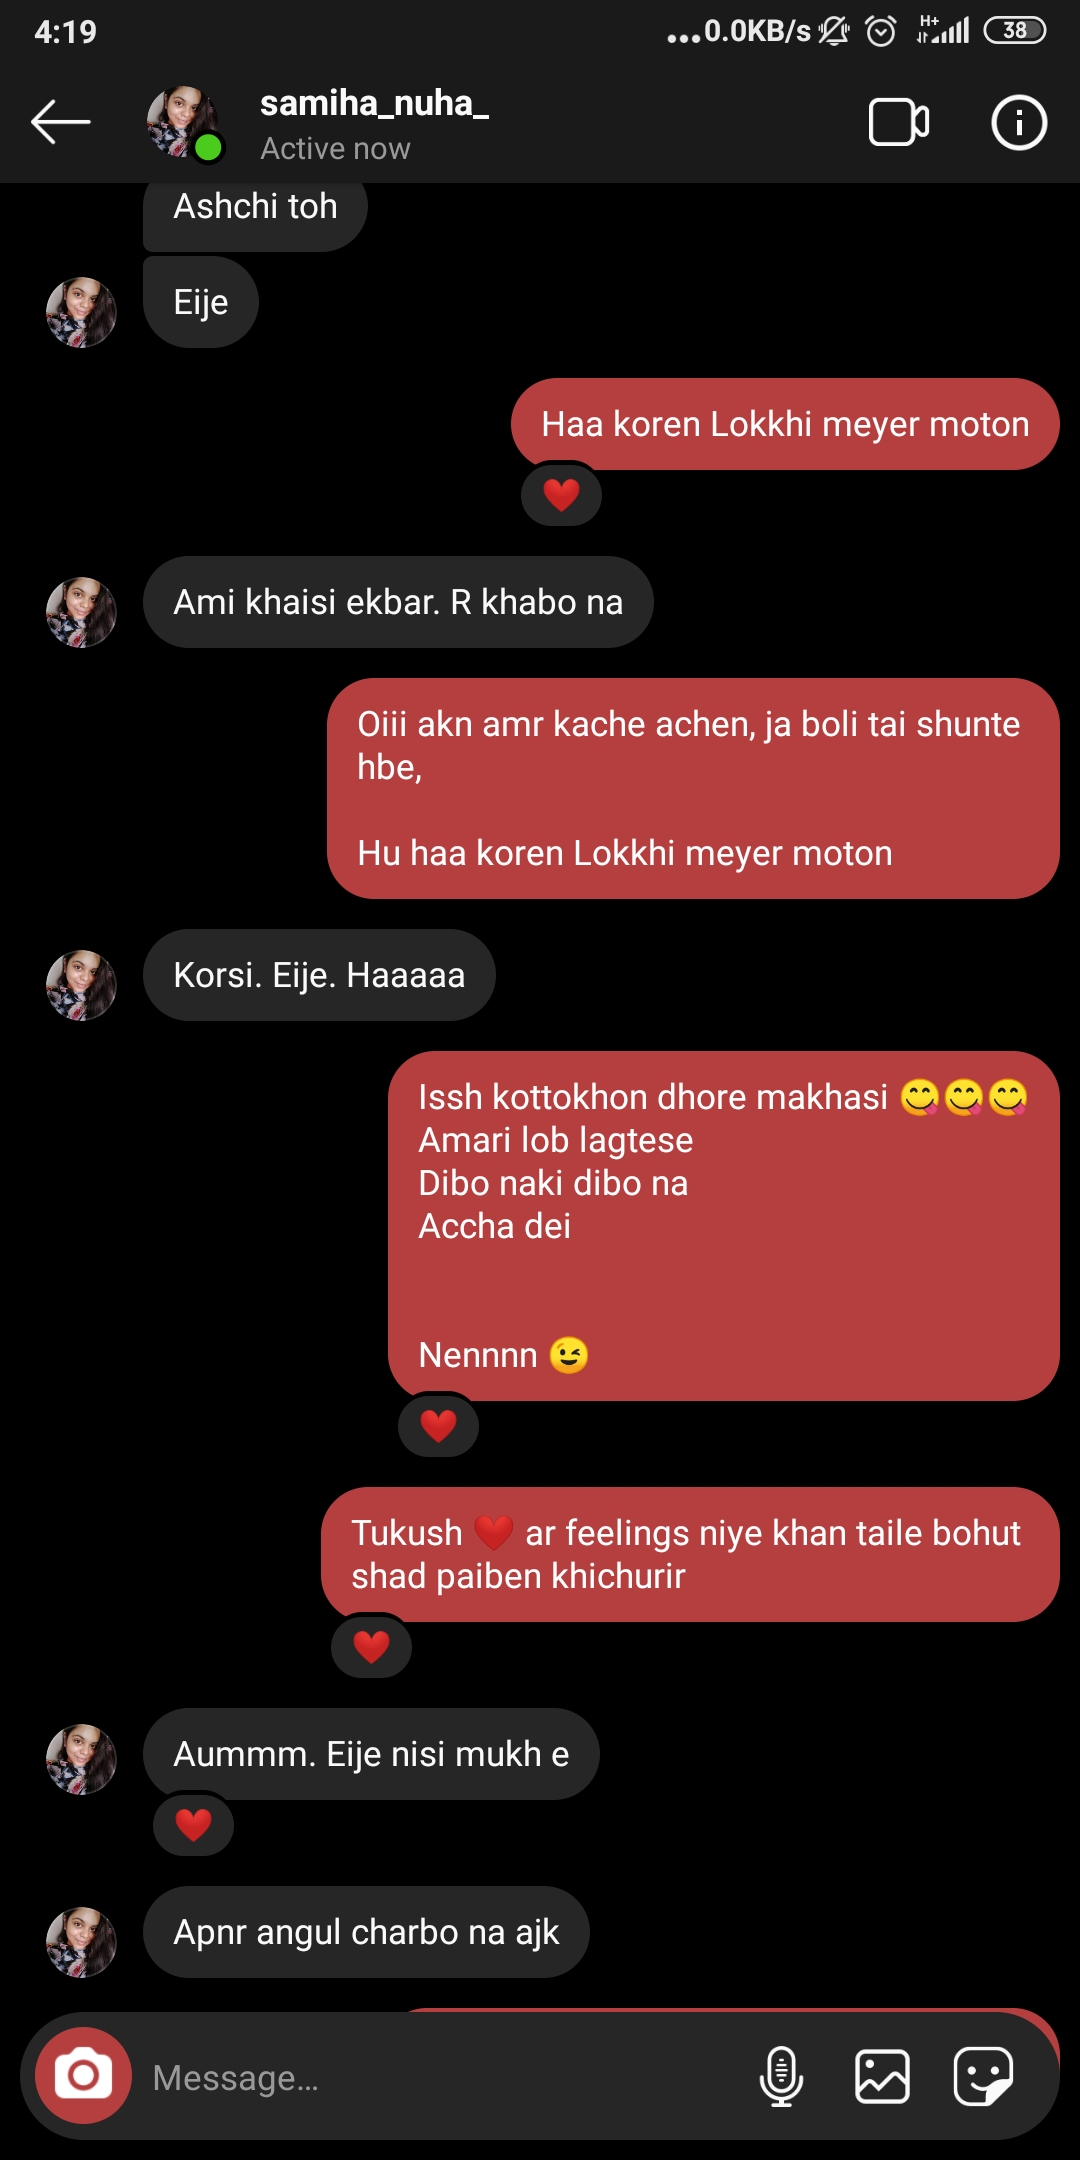 4:19
...0.0KB/s
H+
38
samiha_nuha_
Active now
Ashchi toh
Eije
Haa koren Lokkhi meyer moton
❤️
Ami khaisi ekbar. R khabo na
Oiii akn amr kache achen, ja boli tai shunte
hbe,
Hu haa koren Lokkhi meyer moton
Korsi. Eije. Haaaaa
Issh kottokhon dhore makhasi 😋😋😋
Amari lob lagtese
Dibo naki dibo na
Accha dei
Nennnn 😉
❤️
Tukush ❤️ ar feelings niye khan taile bohut
shad paiben khichurir
❤️
Aummm. Eije nisi mukh e
❤️
Apnr angul charbo na ajk
Message...